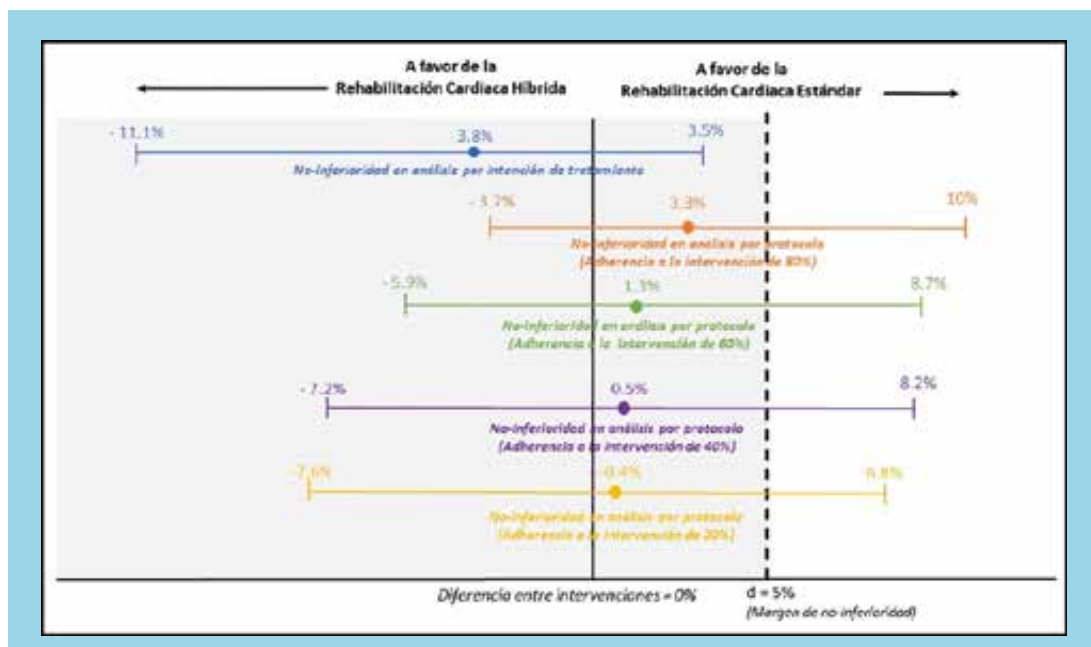 A favor de la
Rehabilitación Cardiaca Híbrida
A favor de la
Rehabilitación Cardiaca Estándar
- 11.1%
3.8%
3.5%
No-inferioridad en análisis por intención de tratamiento
- 3.7%
3.3%
10%
No-inferioridad en análisis por protocolo
(Adherencia a la intervención de 80%)
- 5.9%
1.3%
8.7%
No-inferioridad en análisis por protocolo
(Adherencia a la intervención de 60%)
- 7.2%
0.5%
8.2%
No-inferioridad en análisis por protocolo
(Adherencia a la intervención de 40%)
-7.6%
0.4%
6.8%
No-inferioridad en análisis por protocolo
(Adherencia a la intervención de 20%)
Diferencia entre intervenciones = 0%
d = 5%
(Margen de no-inferioridad)